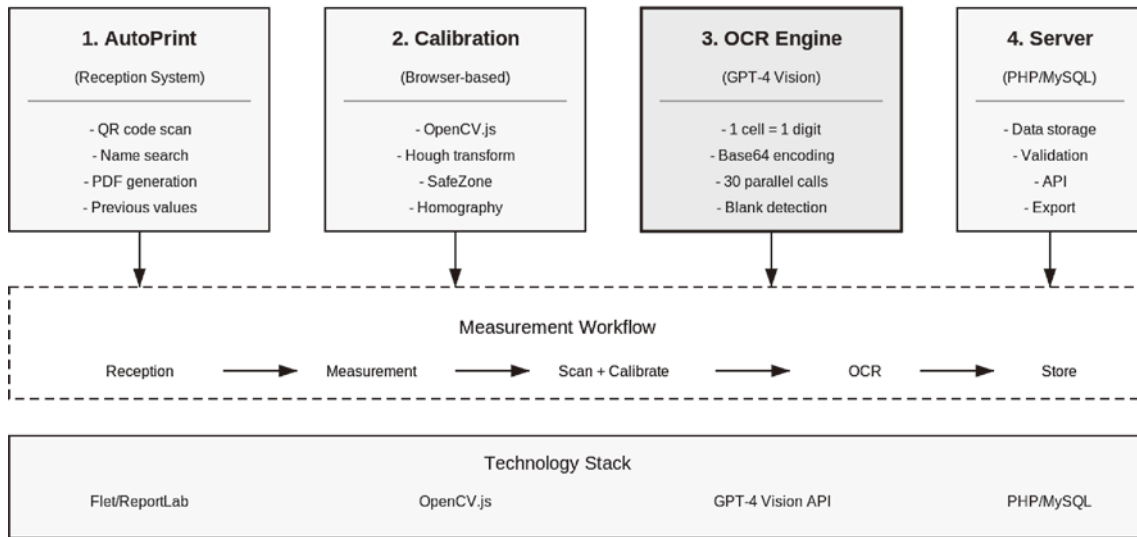 1. AutoPrint
(Reception System)
- QR code scan
- Name search
- PDF generation
- Previous values
2. Calibration
(Browser-based)
- OpenCV.js
- Hough transform
- SafeZone
- Homography
3. OCR Engine
(GPT-4 Vision)
- 1 cell = 1 digit
- Base64 encoding
- 30 parallel calls
- Blank detection
4. Server
(PHP/MySQL)
- Data storage
- Validation
- API
- Export
Measurement Workflow
Reception
Measurement
Scan + Calibrate
OCR
Store
Technology Stack
Flet/ReportLab
OpenCV.js
GPT-4 Vision API
PHP/MySQL